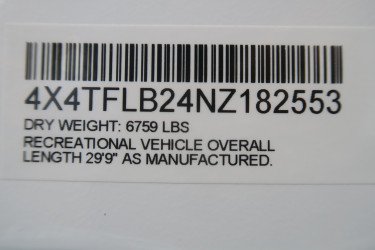 4X4TFLB24NZ182553
DRY WEIGHT: 6759 LBS
RECREATIONAL VEHICLE OVERALL
LENGTH 29'9" AS MANUFACTURED.